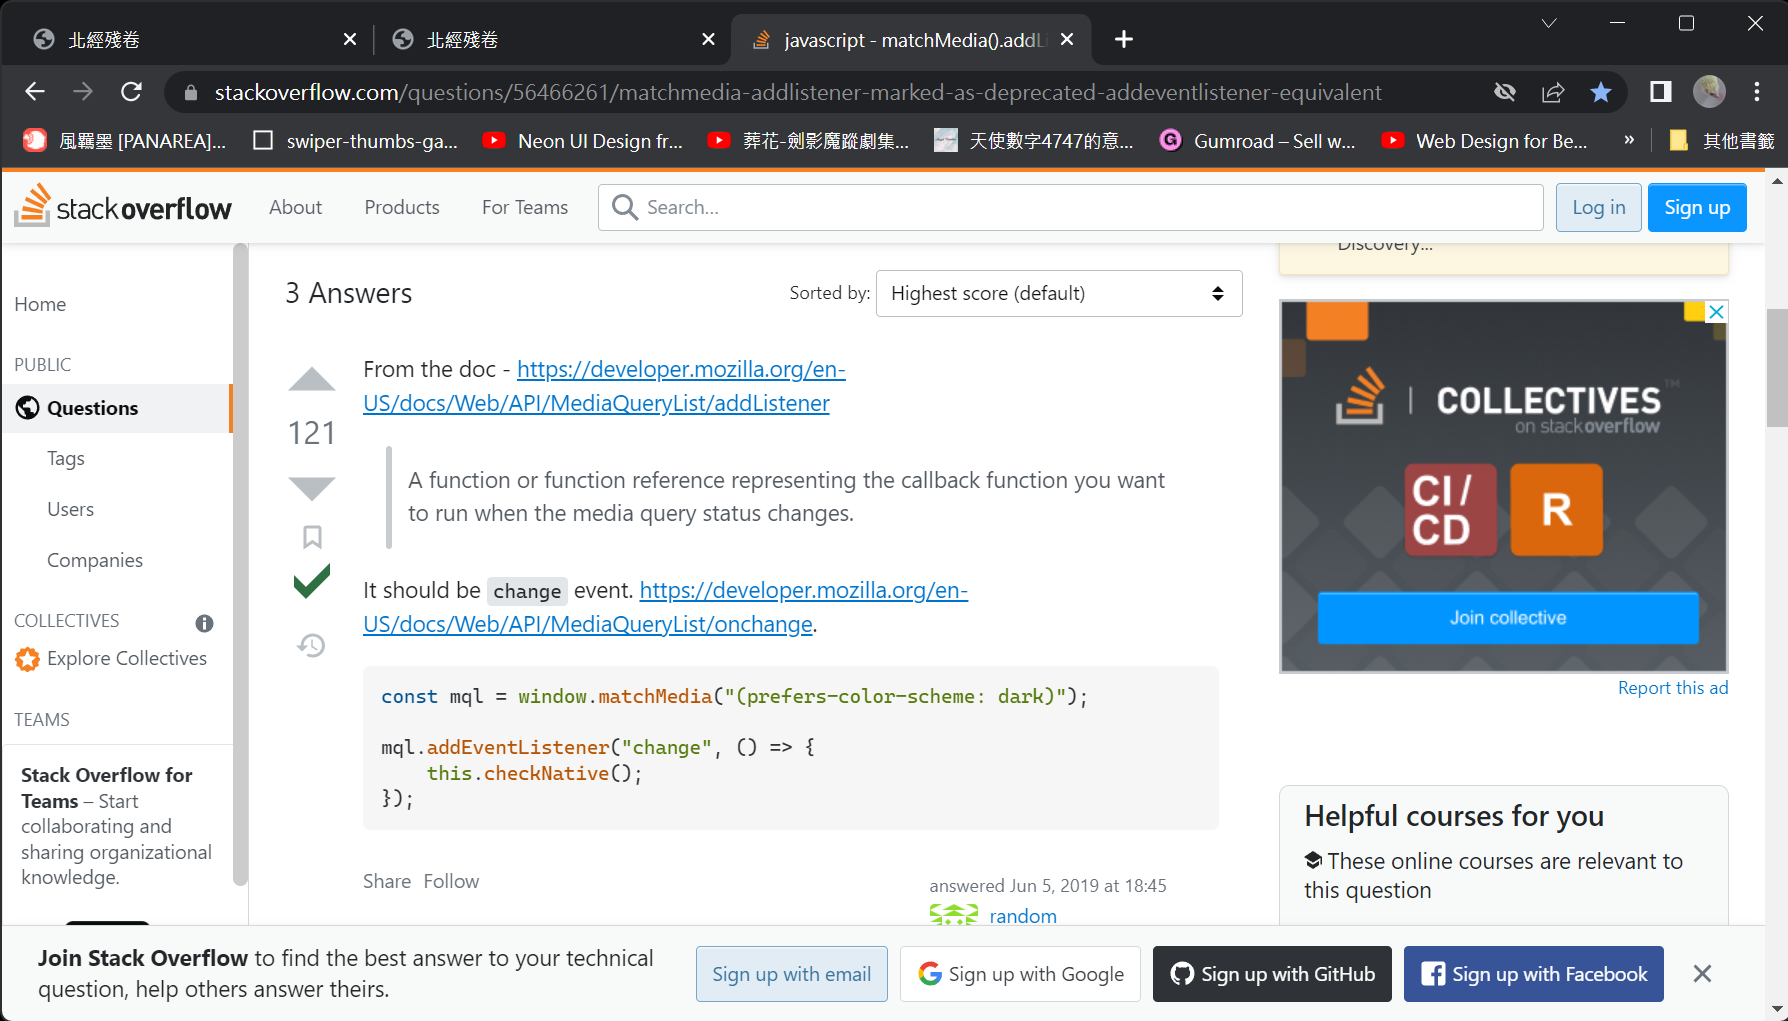 北經殘卷
北經殘卷
javascript - matchMedia().addL
stackoverflow.com/questions/56466261/matchmedia-addlistener-marked-as-deprecated-addeventlistener-equivalent
風羈墨 [PANAREA]...
swiper-thumbs-ga...
Neon UI Design fr...
葬花-劍影魔蹤劇集...
天使數字4747的意...
G
Gumroad – Sell w...
Web Design for Be...
»
其他書籤
stack overflow
About
Products
For Teams
Search...
Log in
Sign up
Home
PUBLIC
Questions
Tags
Users
Companies
COLLECTIVES
Explore Collectives
TEAMS
Stack Overflow for
Teams – Start
collaborating and
sharing organizational
knowledge.
3 Answers
Sorted by:
Highest score (default)
121
From the doc - https://developer.mozilla.org/en-
US/docs/Web/API/MediaQueryList/addListener
A function or function reference representing the callback function you want
to run when the media query status changes.
It should be change event. https://developer.mozilla.org/en-
US/docs/Web/API/MediaQueryList/onchange.
const mql = window.matchMedia("(prefers-color-scheme: dark)");
mql.addEventListener("change", () => {
this.checkNative();
});
Share Follow
answered Jun 5, 2019 at 18:45
random
Discovery...
COLLECTIVES™
on stackoverflow
CI/
CD
R
Join collective
Report this ad
Helpful courses for you
These online courses are relevant to
this question
Join Stack Overflow to find the best answer to your technical
question, help others answer theirs.
Sign up with email
Sign up with Google
Sign up with GitHub
Sign up with Facebook